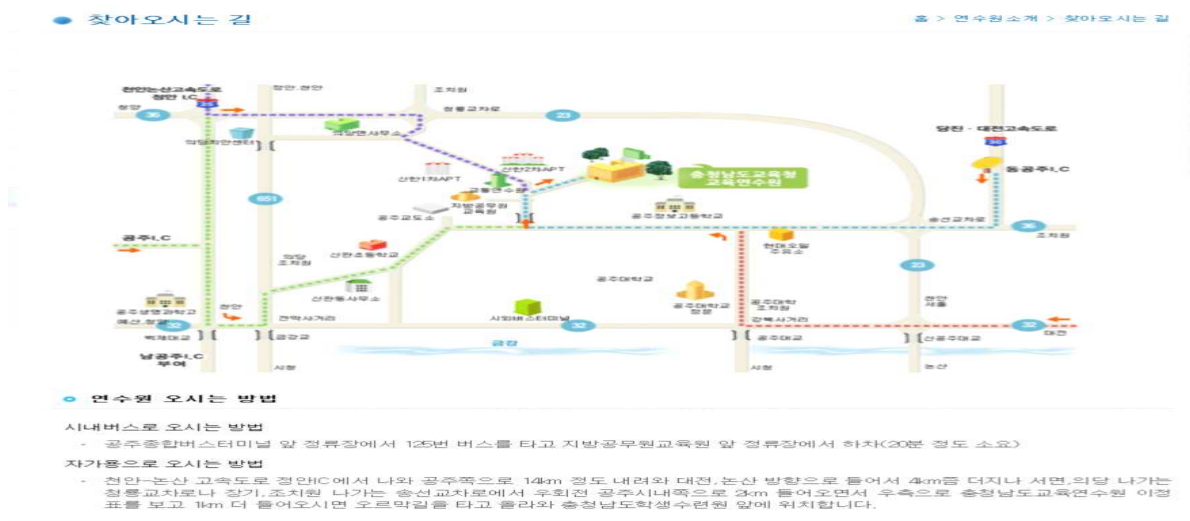 찾아오시는 길
홈 > 연수원소개 > 찾아오시는 길
천안논산고속도로
정안 I.C
정안.천안
조치원
청양
36
25
청룡교차로
23
당진 · 대전고속도로
의당면사무소
의당치안센터
30
동공주I.C
산한2차APT
산한1차APT
충청남도교육청
교육연수원
교통연수원
지방공무원
교육원
651
공주교도소
공주정보고등학교
송선교차로
36
조치원
공주I.C
신관초등학교
현대오일
주유소
의당
조치원
23
공주대학교
신관동사무소
공주생명과학고
천안
공주대학교
정문
공주대학
조치원
천안
서울
예산.청양
32
전막사거리
시외버스터미널
32
강북사거리
32
대전
백제대교
금강교
금강
공주대교
신공주대교
남공주I.C
부여
시청
시청
논산
연수원 오시는 방법
시내버스로 오시는 방법
- 공주종합버스터미널 앞 정류장에서 125번 버스를 타고 지방공무원교육원 앞 정류장에서 하차(20분 정도 소요)
자가용으로 오시는 방법
- 천안-논산 고속도로 정안IC에서 나와 공주쪽으로 14km 정도 내려와 대전,논산 방향으로 들어서 4km쯤 더지나 서면,의당 나가는
청룡교차로나 장기,조치원 나가는 송선교차로에서 우회전 공주시내쪽으로 2km 들어오면서 우측으로 충청남도교육연수원 이정
표를 보고 1km 더 들어오시면 오르막길을 타고 올라와 충청남도학생수련원 앞에 위치합니다.